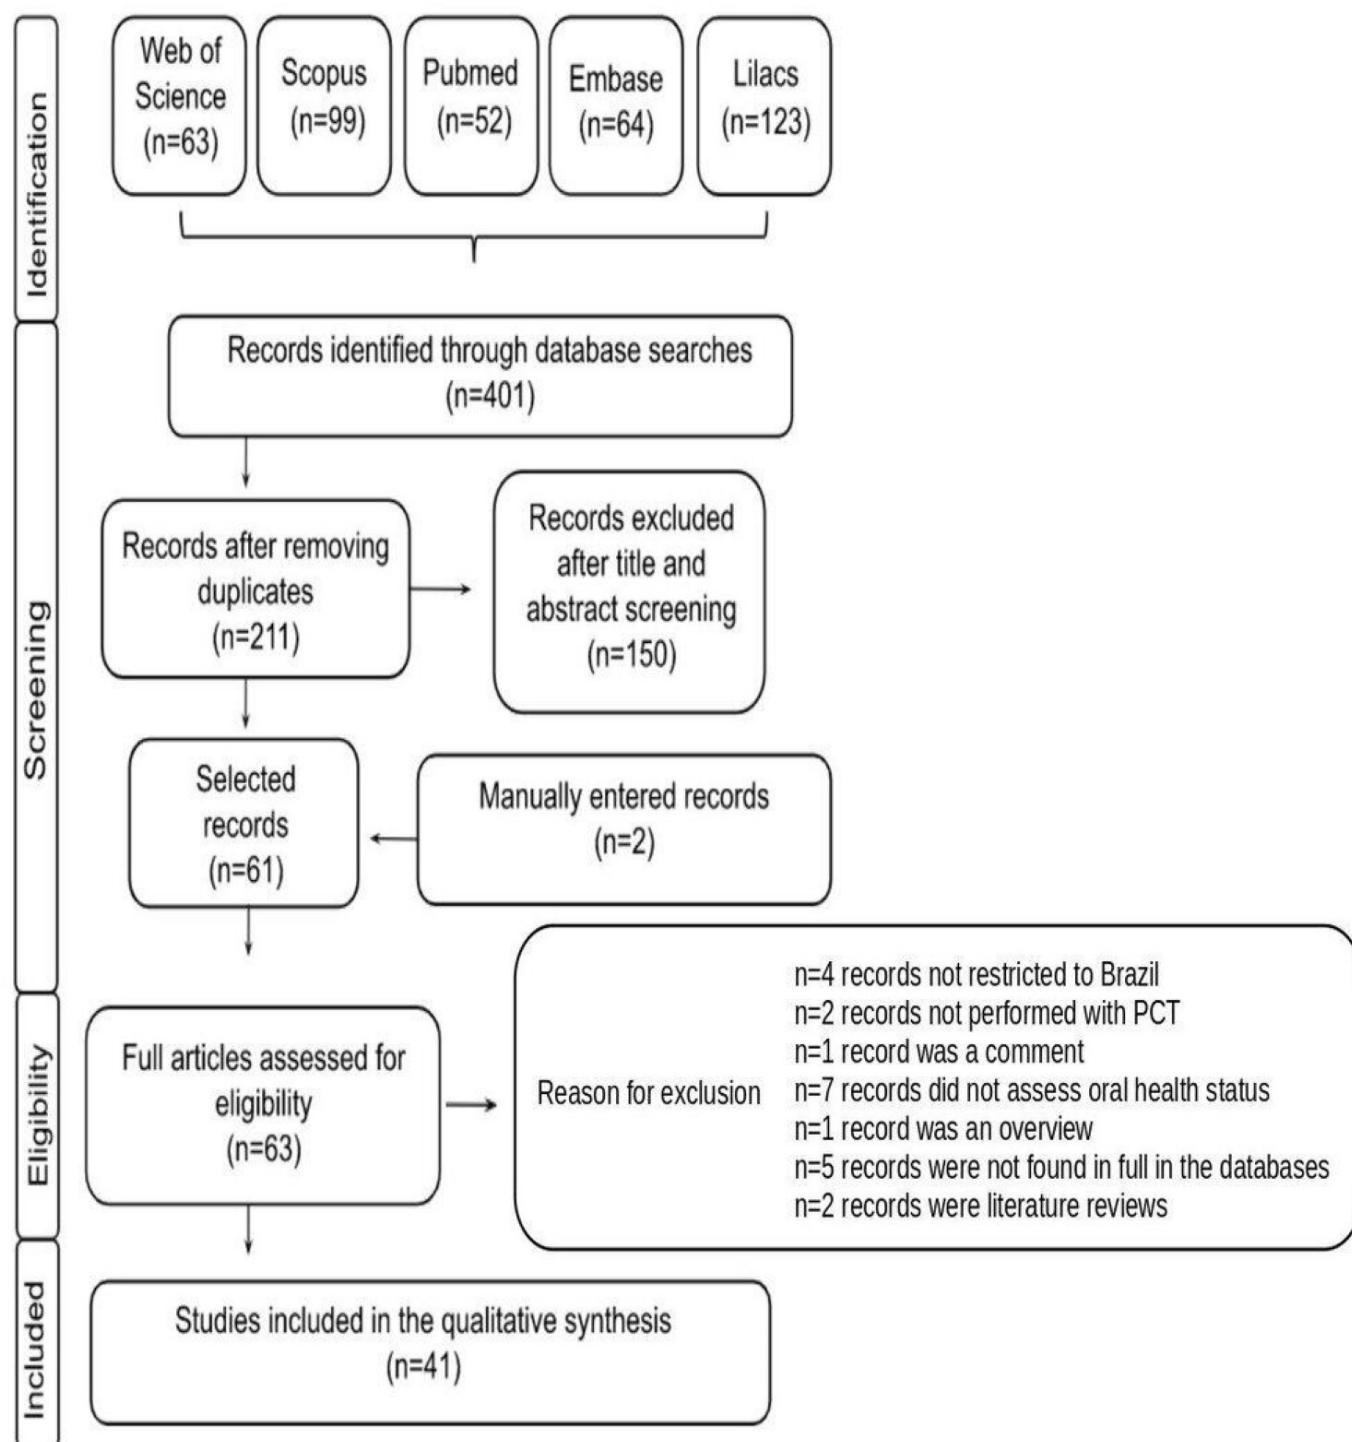 Identification
Web of
Science
(n=63)
Scopus
(n=99)
Pubmed
(n=52)
Embase
(n=64)
Lilacs
(n=123)
Screening
Records identified through database searches
(n=401)
Records after removing
duplicates
(n=211)
Records excluded
after title and
abstract screening
(n=150)
Selected
records
(n=61)
Manually entered records
(n=2)
Eligibility
Full articles assessed for
eligibility
(n=63)
Reason for exclusion
n=4 records not restricted to Brazil
n=2 records not performed with PCT
n=1 record was a comment
n=7 records did not assess oral health status
n=1 record was an overview
n=5 records were not found in full in the databases
n=2 records were literature reviews
Included
Studies included in the qualitative synthesis
(n=41)